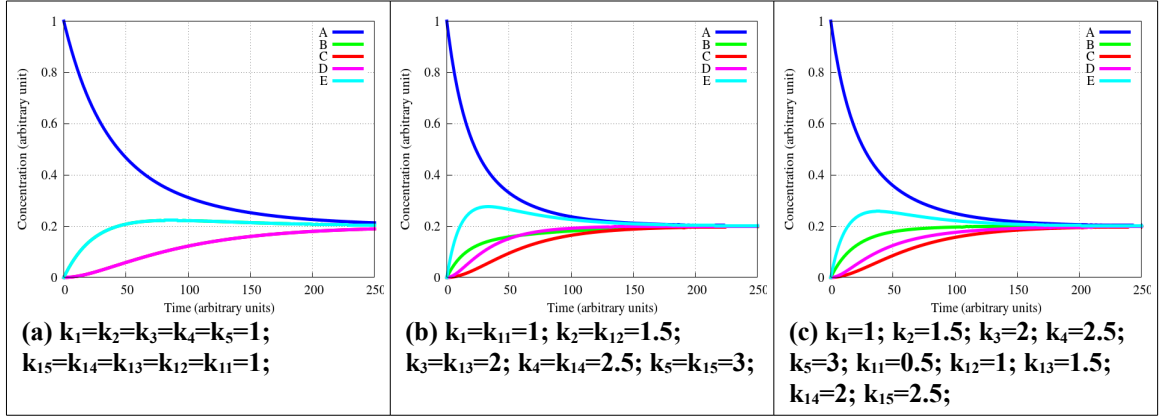 Concentration (arbitrary unit)
1
0.8
0.6
0.4
0.2
0
0
50
100
150
200
250
Time (arbitrary units)
A
B
C
D
E
(a) k₁=k₂=k₃=k₄=k₅=1;
k₁₅=k₁₄=k₁₃=k₁₂=k₁₁=1;
Concentration (arbitrary unit)
1
0.8
0.6
0.4
0.2
0
0
50
100
150
200
250
Time (arbitrary units)
A
B
C
D
E
(b) k₁=k₁₁=1; k₂=k₁₂=1.5;
k₃=k₁₃=2; k₄=k₁₄=2.5; k₅=k₁₅=3;
Concentration (arbitrary unit)
1
0.8
0.6
0.4
0.2
0
0
50
100
150
200
250
Time (arbitrary units)
A
B
C
D
E
(c) k₁=1; k₂=1.5; k₃=2; k₄=2.5;
k₅=3; k₁₁=0.5; k₁₂=1; k₁₃=1.5;
k₁₄=2; k₁₅=2.5;